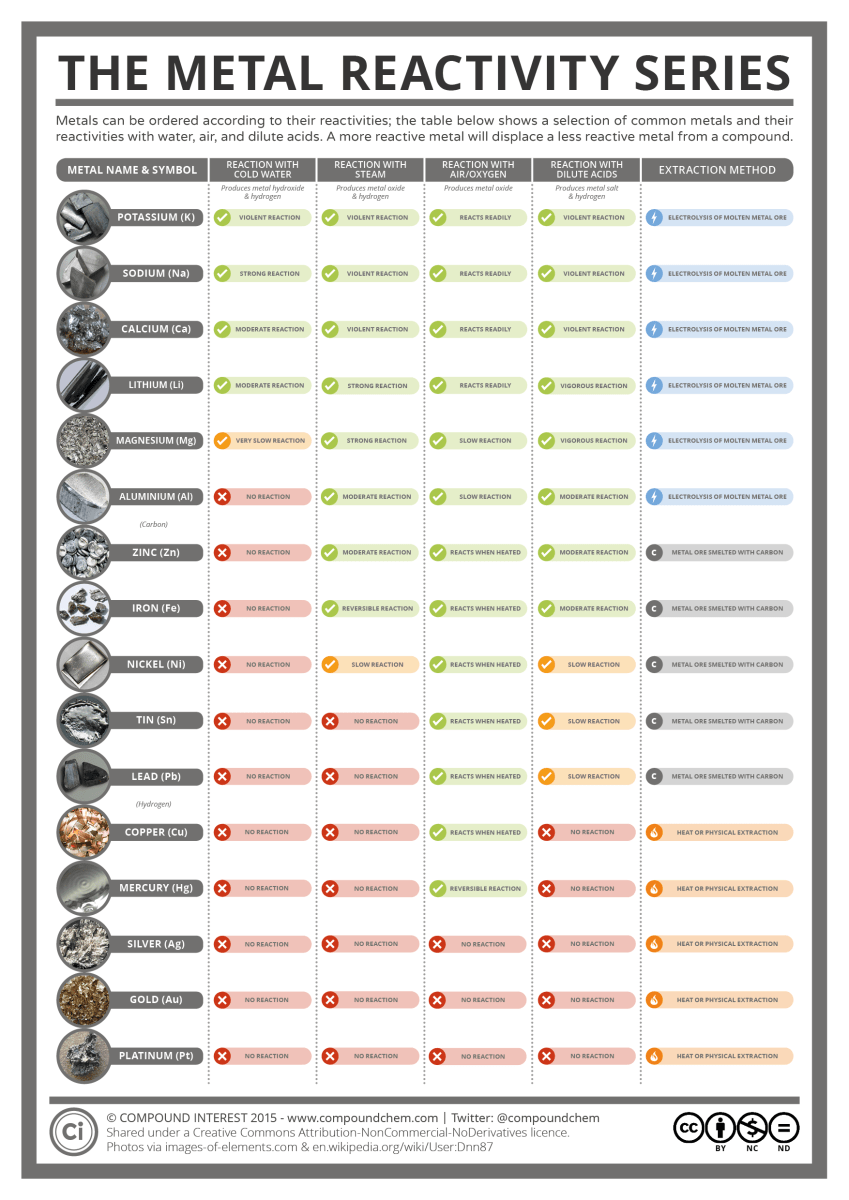 THE METAL REACTIVITY SERIES
Metals can be ordered according to their reactivities; the table below shows a selection of common metals and their
reactivities with water, air, and dilute acids. A more reactive metal will displace a less reactive metal from a compound.
METAL NAME & SYMBOL
REACTION WITH
COLD WATER
REACTION WITH
STEAM
REACTION WITH
AIR/OXYGEN
REACTION WITH
DILUTE ACIDS
EXTRACTION METHOD
Produces metal hydroxide
& hydrogen
Produces metal oxide
& hydrogen
Produces metal oxide
Produces metal salt
& hydrogen
POTASSIUM (K) VIOLENT REACTION VIOLENT REACTION REACTS READILY VIOLENT REACTION ELECTROLYSIS OF MOLTEN METAL ORE
SODIUM (Na) STRONG REACTION VIOLENT REACTION REACTS READILY VIOLENT REACTION ELECTROLYSIS OF MOLTEN METAL ORE
CALCIUM (Ca) MODERATE REACTION VIOLENT REACTION REACTS READILY VIOLENT REACTION ELECTROLYSIS OF MOLTEN METAL ORE
LITHIUM (Li) MODERATE REACTION STRONG REACTION REACTS READILY VIGOROUS REACTION ELECTROLYSIS OF MOLTEN METAL ORE
MAGNESIUM (Mg) VERY SLOW REACTION STRONG REACTION SLOW REACTION VIGOROUS REACTION ELECTROLYSIS OF MOLTEN METAL ORE
ALUMINIUM (Al) NO REACTION MODERATE REACTION SLOW REACTION MODERATE REACTION ELECTROLYSIS OF MOLTEN METAL ORE
(Carbon)
ZINC (Zn) NO REACTION MODERATE REACTION REACTS WHEN HEATED MODERATE REACTION C METAL ORE SMELTED WITH CARBON
IRON (Fe) NO REACTION REVERSIBLE REACTION REACTS WHEN HEATED MODERATE REACTION C METAL ORE SMELTED WITH CARBON
NICKEL (Ni) NO REACTION SLOW REACTION REACTS WHEN HEATED SLOW REACTION C METAL ORE SMELTED WITH CARBON
TIN (Sn) NO REACTION NO REACTION REACTS WHEN HEATED SLOW REACTION C METAL ORE SMELTED WITH CARBON
LEAD (Pb) NO REACTION NO REACTION REACTS WHEN HEATED SLOW REACTION C METAL ORE SMELTED WITH CARBON
(Hydrogen)
COPPER (Cu) NO REACTION NO REACTION REACTS WHEN HEATED NO REACTION HEAT OR PHYSICAL EXTRACTION
MERCURY (Hg) NO REACTION NO REACTION REVERSIBLE REACTION NO REACTION HEAT OR PHYSICAL EXTRACTION
SILVER (Ag) NO REACTION NO REACTION NO REACTION NO REACTION HEAT OR PHYSICAL EXTRACTION
GOLD (Au) NO REACTION NO REACTION NO REACTION NO REACTION HEAT OR PHYSICAL EXTRACTION
PLATINUM (Pt) NO REACTION NO REACTION NO REACTION NO REACTION HEAT OR PHYSICAL EXTRACTION
Ci
© COMPOUND INTEREST 2015 - www.compoundchem.com | Twitter: @compoundchem
Shared under a Creative Commons Attribution-NonCommercial-NoDerivatives licence.
Photos via images-of-elements.com & en.wikipedia.org/wiki/User:Dnn87
cc
BY NC ND